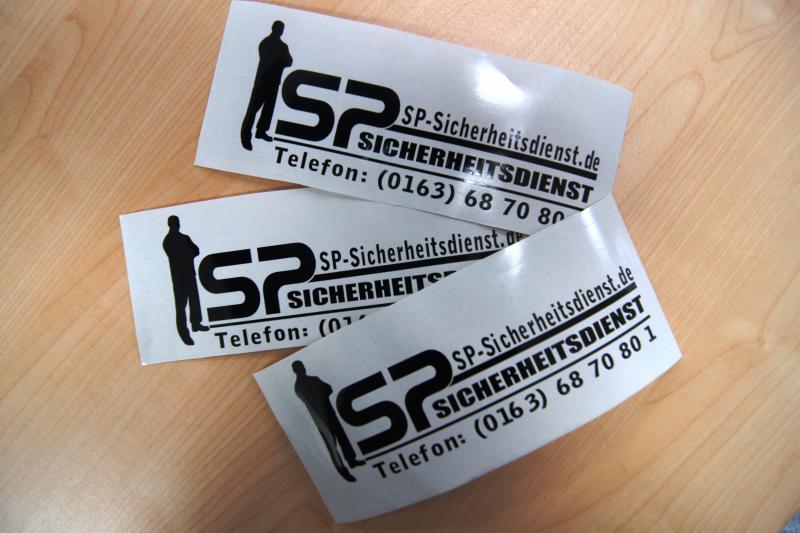 SP
SP-Sicherheitsdienst.de
SICHERHEITSDIENST
Telefon: (0163) 68 70 80
SP
SP-Sicherheitsdienst.de
Telefon:
SP
SP-Sicherheitsdienst.de
SICHERHEITSDIENST
Telefon: (0163) 68 70 80 1